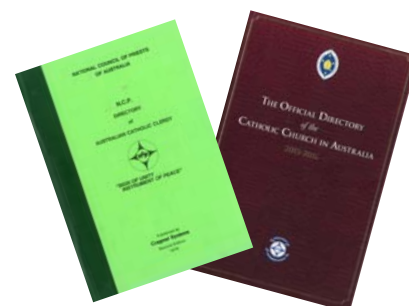 NATIONAL COUNCIL OF PRIESTS
OF AUSTRALIA
N.C.P.
DIRECTORY
of
AUSTRALIAN CATHOLIC CLERGY
"SIGN OF UNITY
INSTRUMENT OF PEACE"
THE OFFICIAL DIRECTORY
of the
CATHOLIC CHURCH IN AUSTRALIA